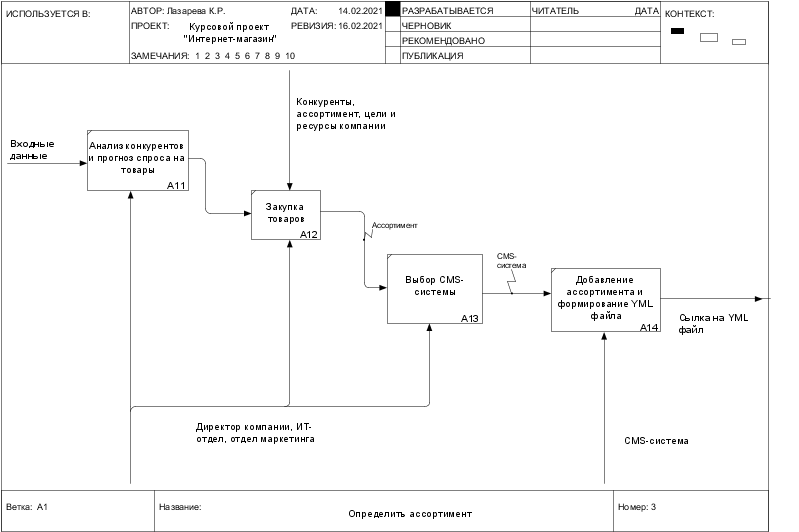 ИСПОЛЬЗУЕТСЯ В:
АВТОР: Лазарева К.Р.
ДАТА: 14.02.2021
ПРОЕКТ: Курсовой проект
"Интернет-магазин"
РЕВИЗИЯ: 16.02.2021
ЗАМЕЧАНИЯ: 1 2 3 4 5 6 7 8 9 10
РАЗРАБАТЫВАЕТСЯ
ЧЕРНОВИК
РЕКОМЕНДОВАНО
ПУБЛИКАЦИЯ
ЧИТАТЕЛЬ ДАТА
КОНТЕКСТ:
Конкуренты,
ассортимент, цели и
ресурсы компании
Входные
данные
Анализ конкурентов
и прогноз спроса на
товары
A11
Закупка
товаров
A12
Ассортимент
Выбор CMS-
системы
A13
CMS-
система
Добавление
ассортимента и
формирование YML
файла
A14
Сылка на YML
файл
Директор компании, ИТ-
отдел, отдел маркетинга
CMS-система
Ветка: A1
Название:
Определить ассортимент
Номер: 3